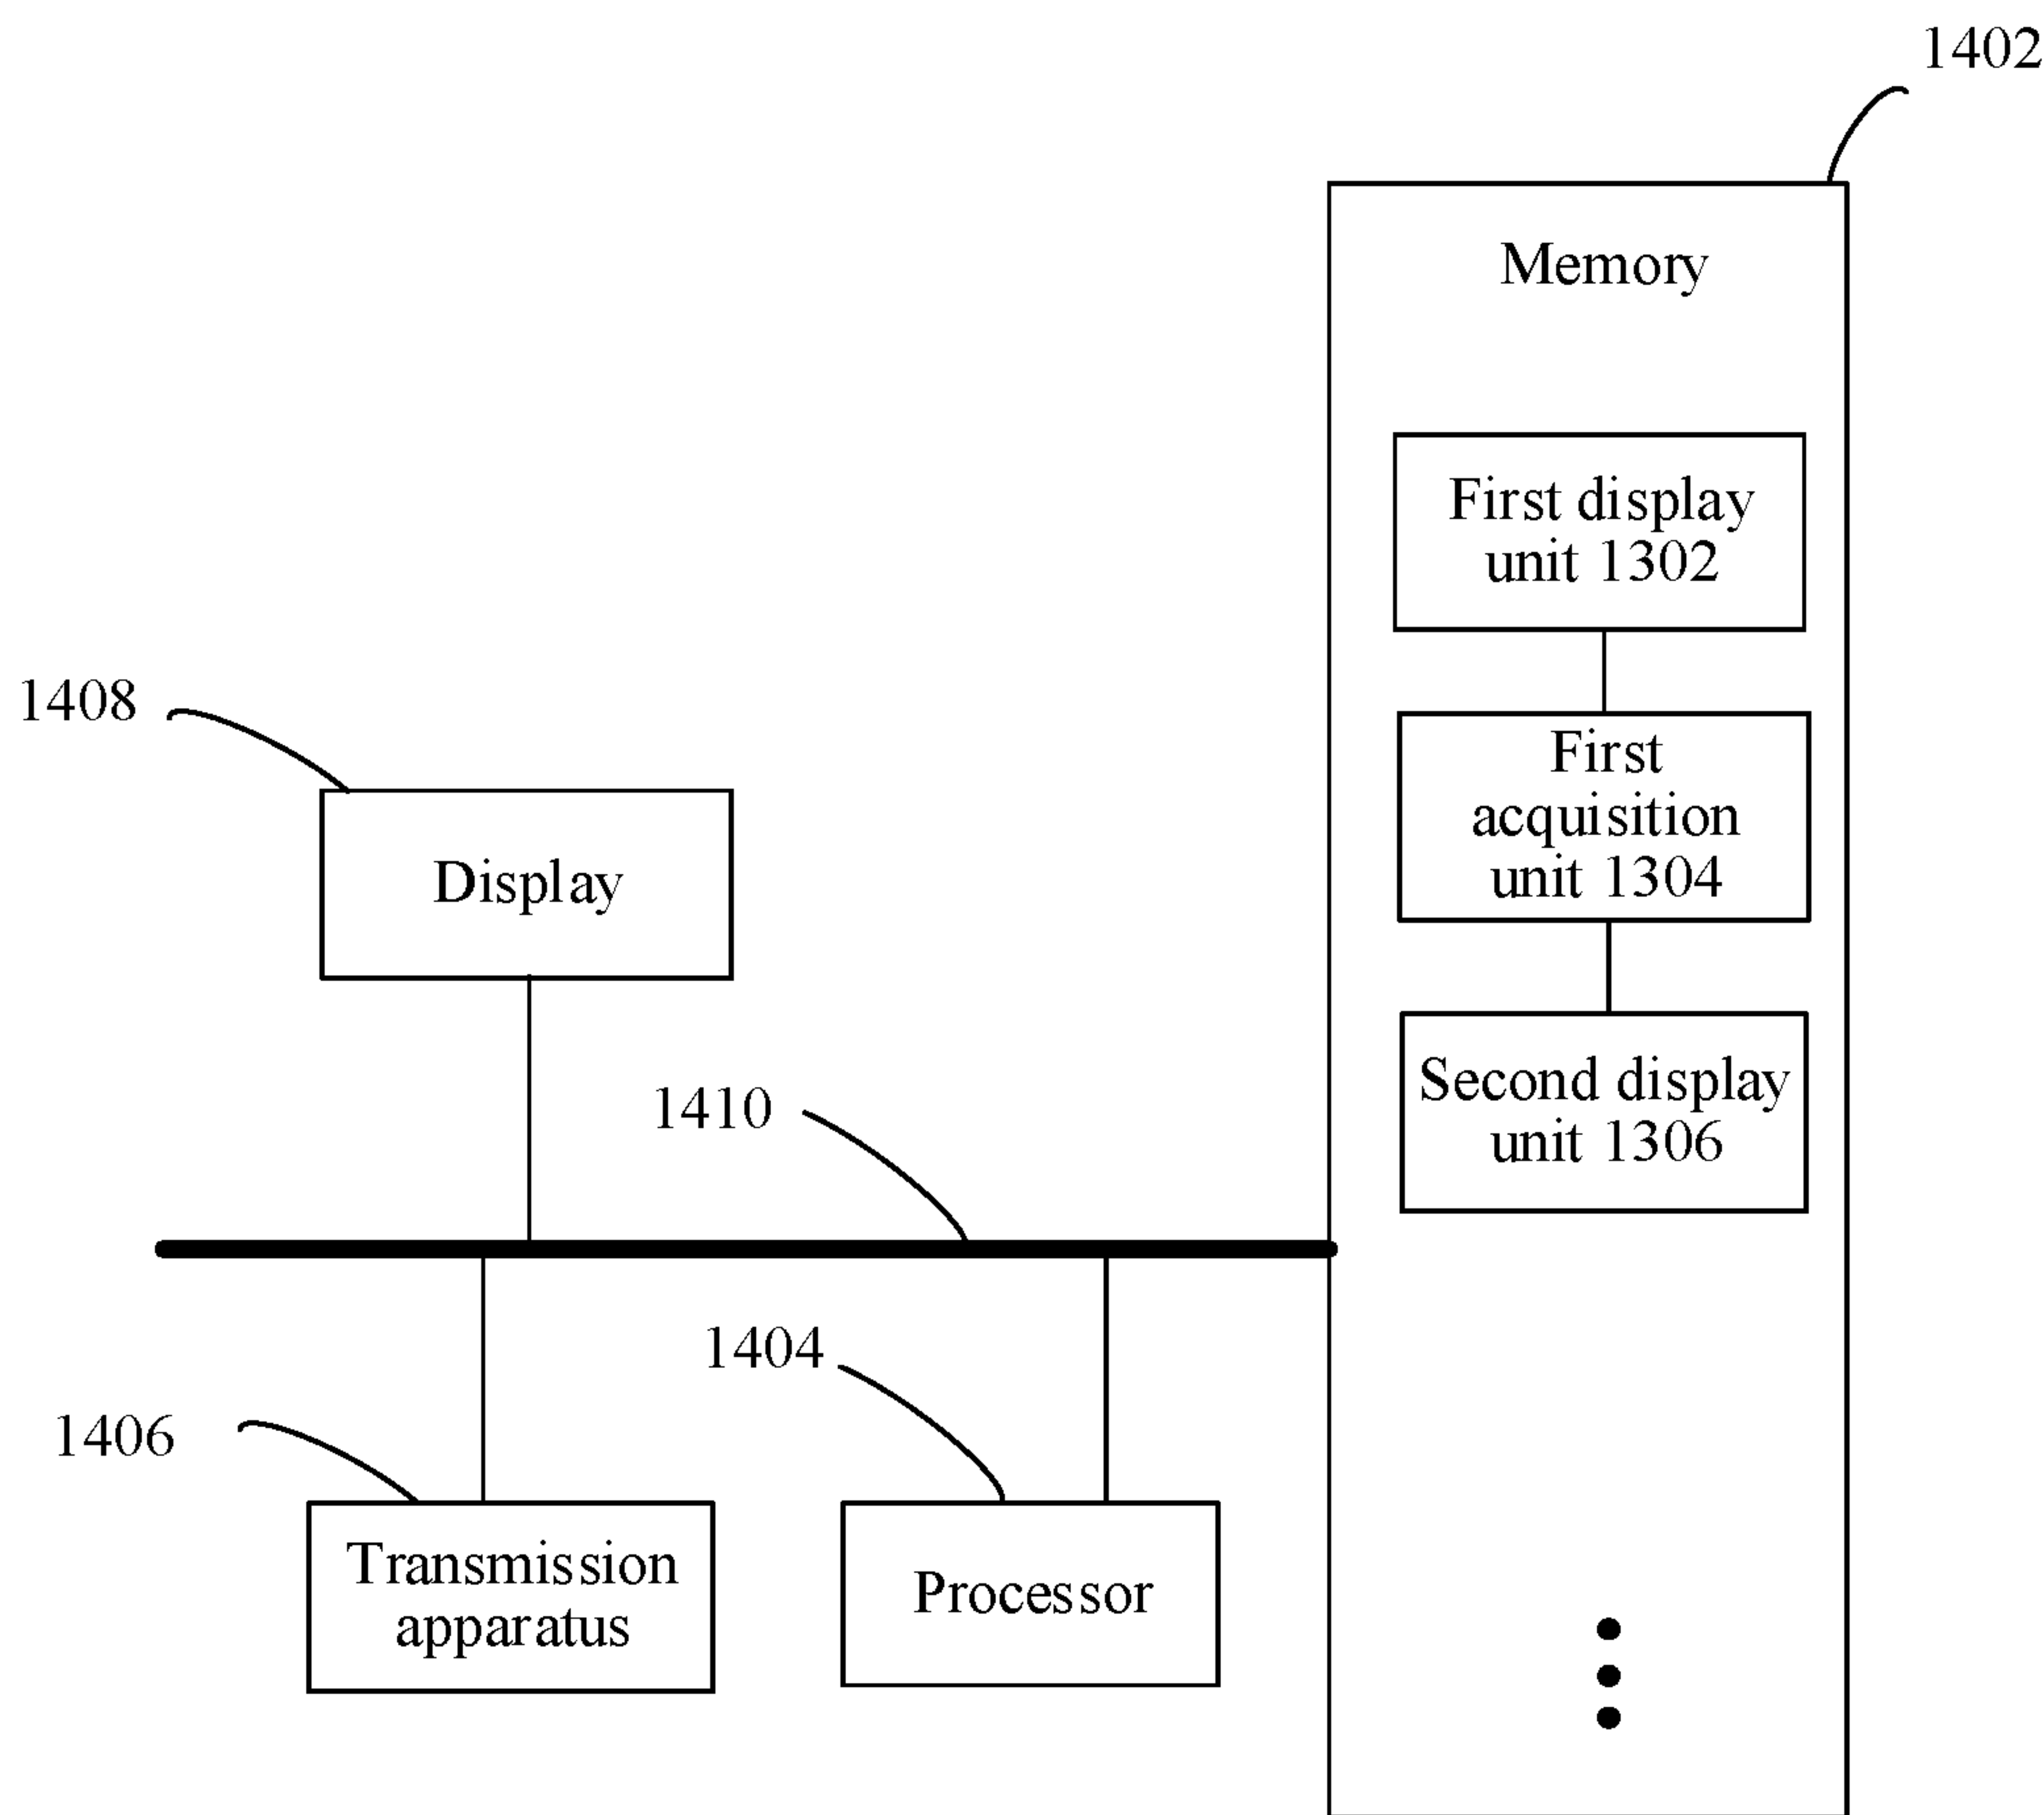 1402
Memory
First display
unit 1302
1408
First
acquisition
unit 1304
Display
Second display
unit 1306
1410
1404
1406
Transmission
apparatus
Processor